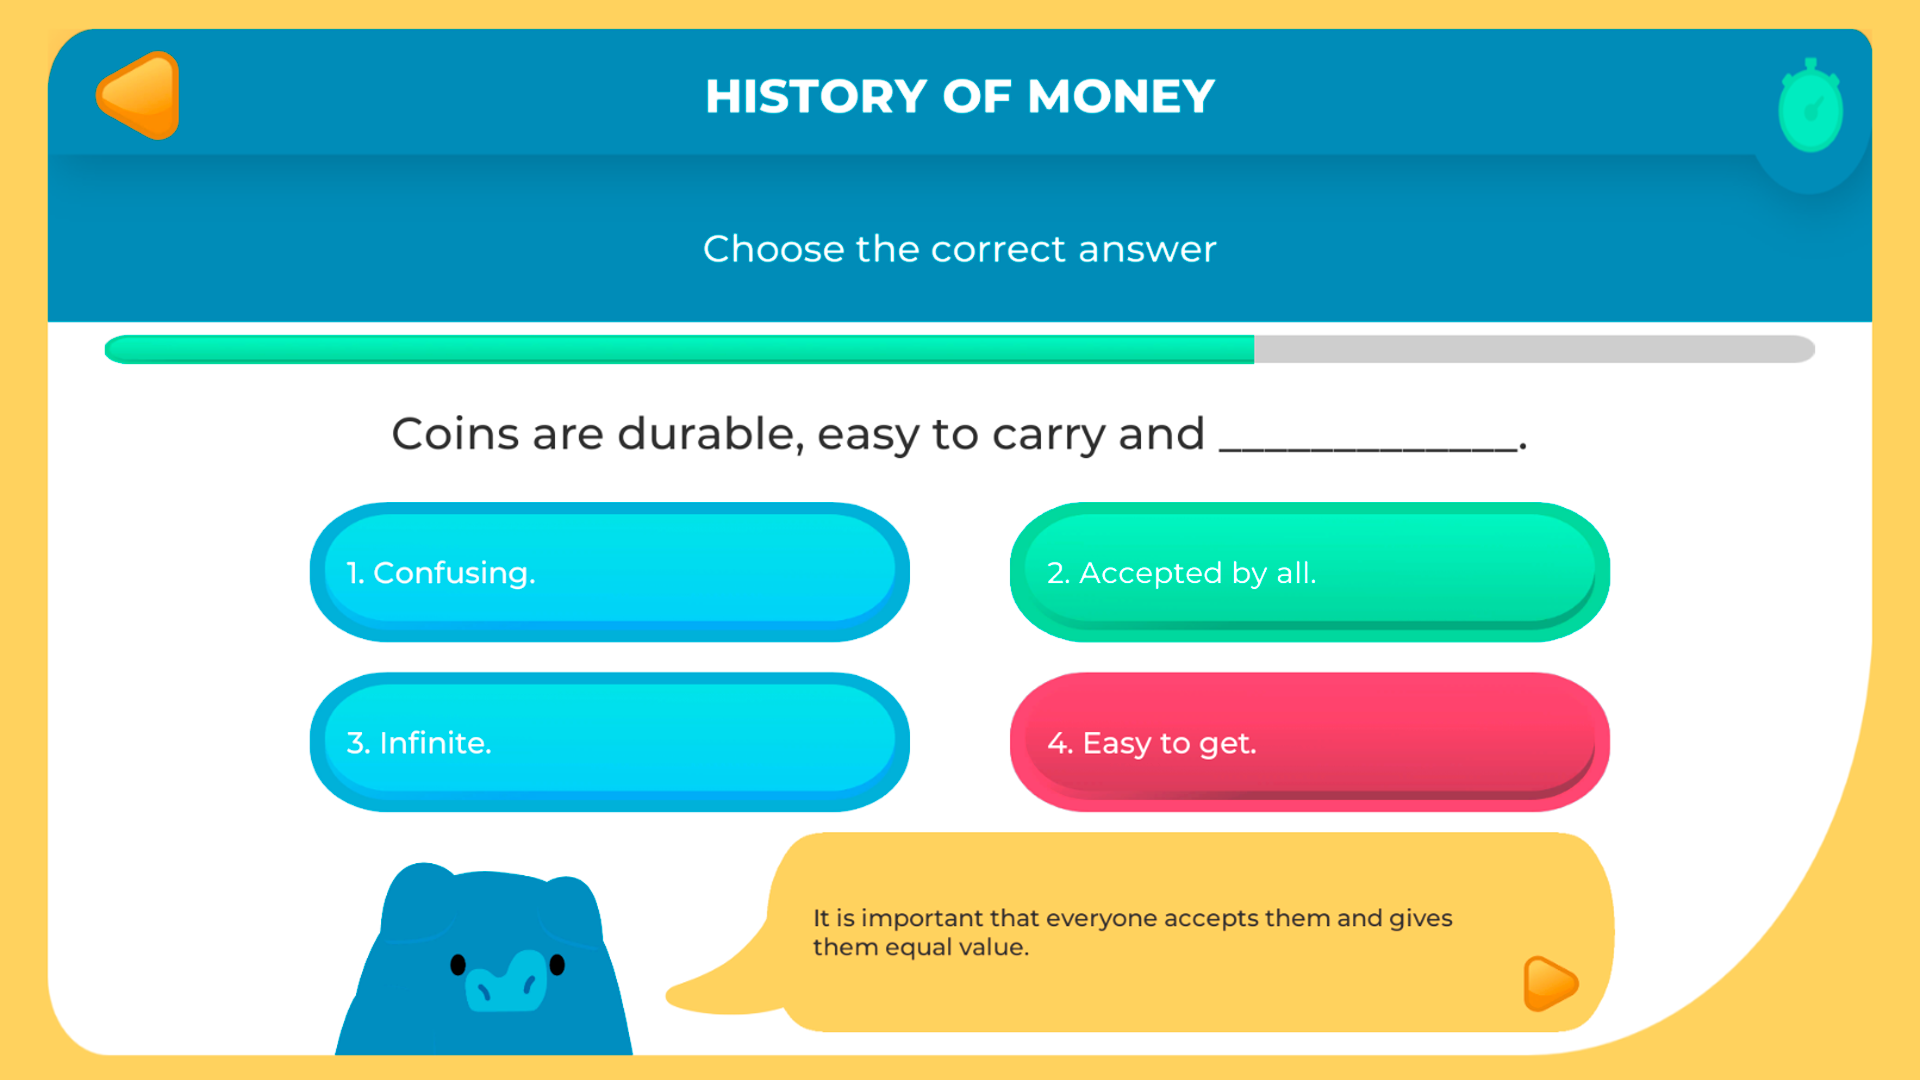 HISTORY OF MONEY
Choose the correct answer
Coins are durable, easy to carry and _____________.
1. Confusing.
2. Accepted by all.
3. Infinite.
4. Easy to get.
It is important that everyone accepts them and gives
them equal value.